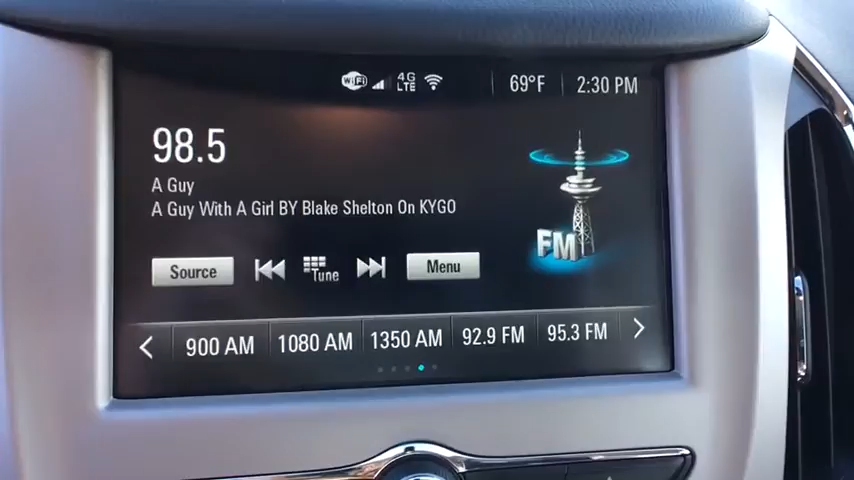 WiFi 4G LTE 69°F 2:30 PM
98.5
A Guy
A Guy With A Girl BY Blake Shelton On KYGO
FM
Source Tune Menu
900 AM 1080 AM 1350 AM 92.9 FM 95.3 FM